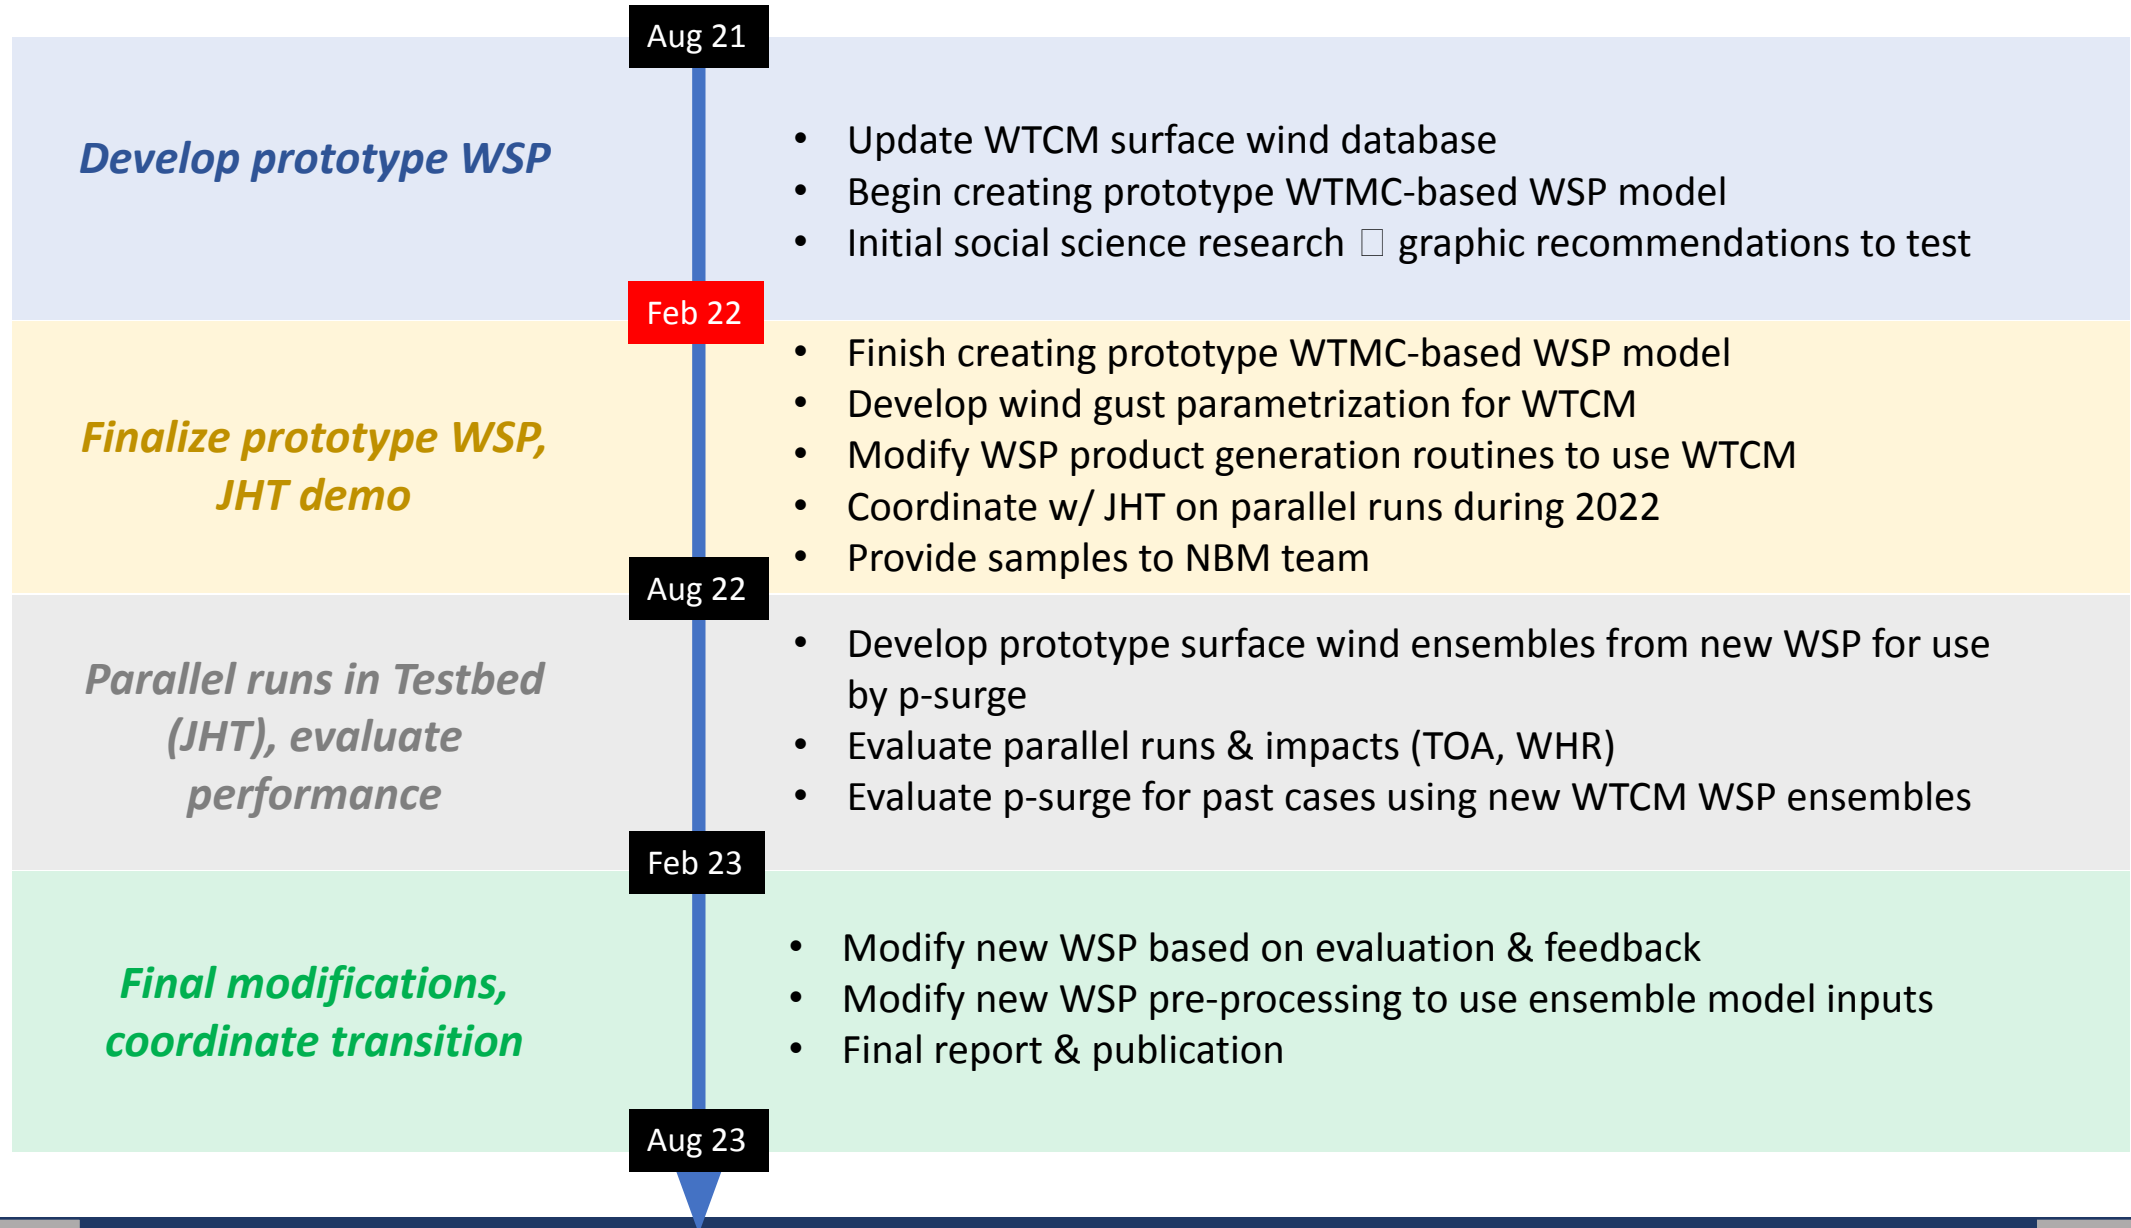 Aug 21
Develop prototype WSP
• Update WTCM surface wind database
• Begin creating prototype WTMC-based WSP model
• Initial social science research □ graphic recommendations to test
Feb 22
Finalize prototype WSP,
JHT demo
• Finish creating prototype WTMC-based WSP model
• Develop wind gust parametrization for WTCM
• Modify WSP product generation routines to use WTCM
• Coordinate w/ JHT on parallel runs during 2022
• Provide samples to NBM team
Aug 22
Parallel runs in Testbed
(JHT), evaluate
performance
• Develop prototype surface wind ensembles from new WSP for use
by p-surge
• Evaluate parallel runs & impacts (TOA, WHR)
• Evaluate p-surge for past cases using new WTCM WSP ensembles
Feb 23
Final modifications,
coordinate transition
• Modify new WSP based on evaluation & feedback
• Modify new WSP pre-processing to use ensemble model inputs
• Final report & publication
Aug 23